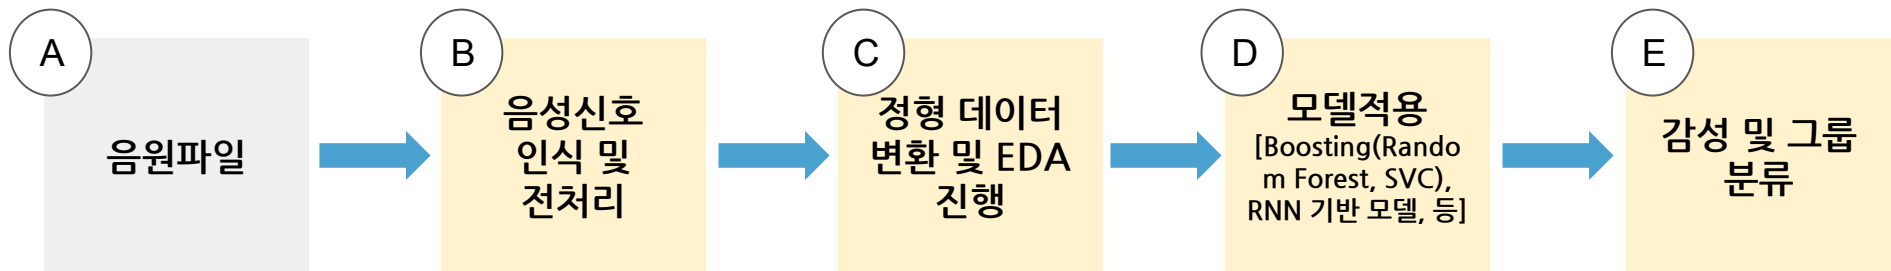 A
음원파일
B
음성신호
인식 및
전처리
C
정형 데이터
변환 및 EDA
진행
D
모델적용
[Boosting(Rando
m Forest, SVC),
RNN 기반 모델, 등]
E
감성 및 그룹
분류